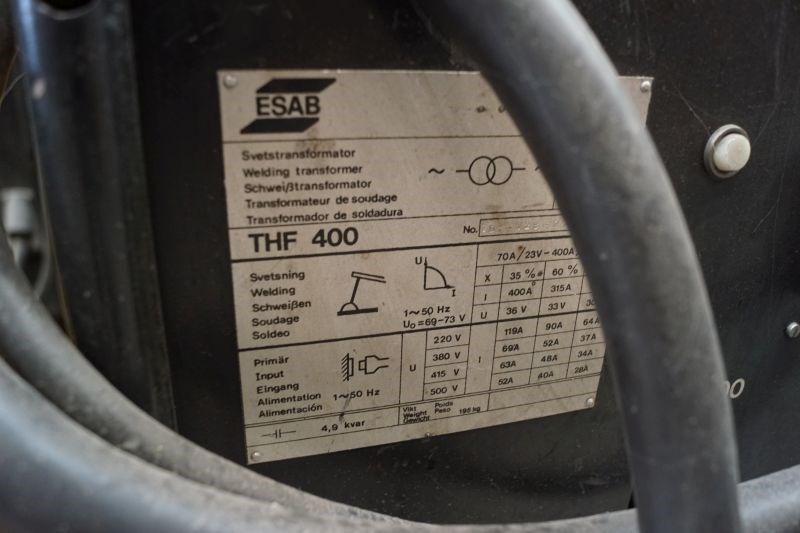 ESAB
Svetstransformator
Welding transformer
Schweißtransformator
Transformateur de soudage
Transformador de soldadura
THF 400
No.
Svetsning
Welding
Schweißen
Soudage
Soldeo
U
I
1~50 Hz
U₀=69-73 V
70A/23V-400A
X 35 % 60 %
I 400A 315A
U 36 V 33 V
Primär
Input
Eingang
Alimentation
Alimentación
1~50 Hz
U
220 V
380 V
415 V
500 V
I
119A 90A 64A
69A 52A 37A
63A 48A 34A
52A 40A 28A
4,9 kvar
Vikt Poids
Weight Peso
Gewicht
195 kg